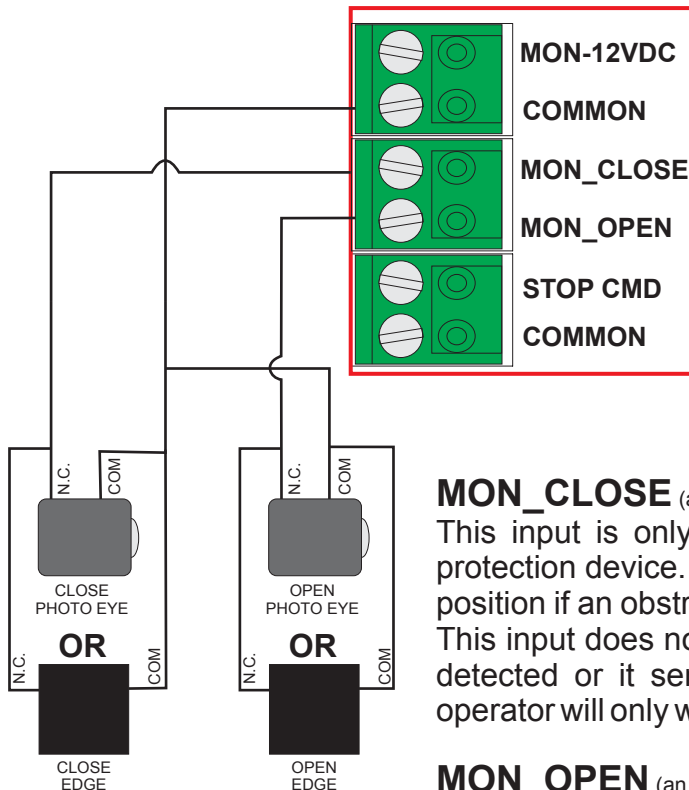 MON-12VDC
COMMON
MON_CLOSE
MON_OPEN
STOP CMD
COMMON
N.C.
COM
N.C.
COM
CLOSE
PHOTO EYE
OPEN
PHOTO EYE
OR
OR
N.C.
COM
N.C.
COM
CLOSE
EDGE
OPEN
EDGE
MON_CLOSE
This input is only
protection device.
position if an obstr
This input does no
detected or it ser
operator will only w
MON_OPEN (an